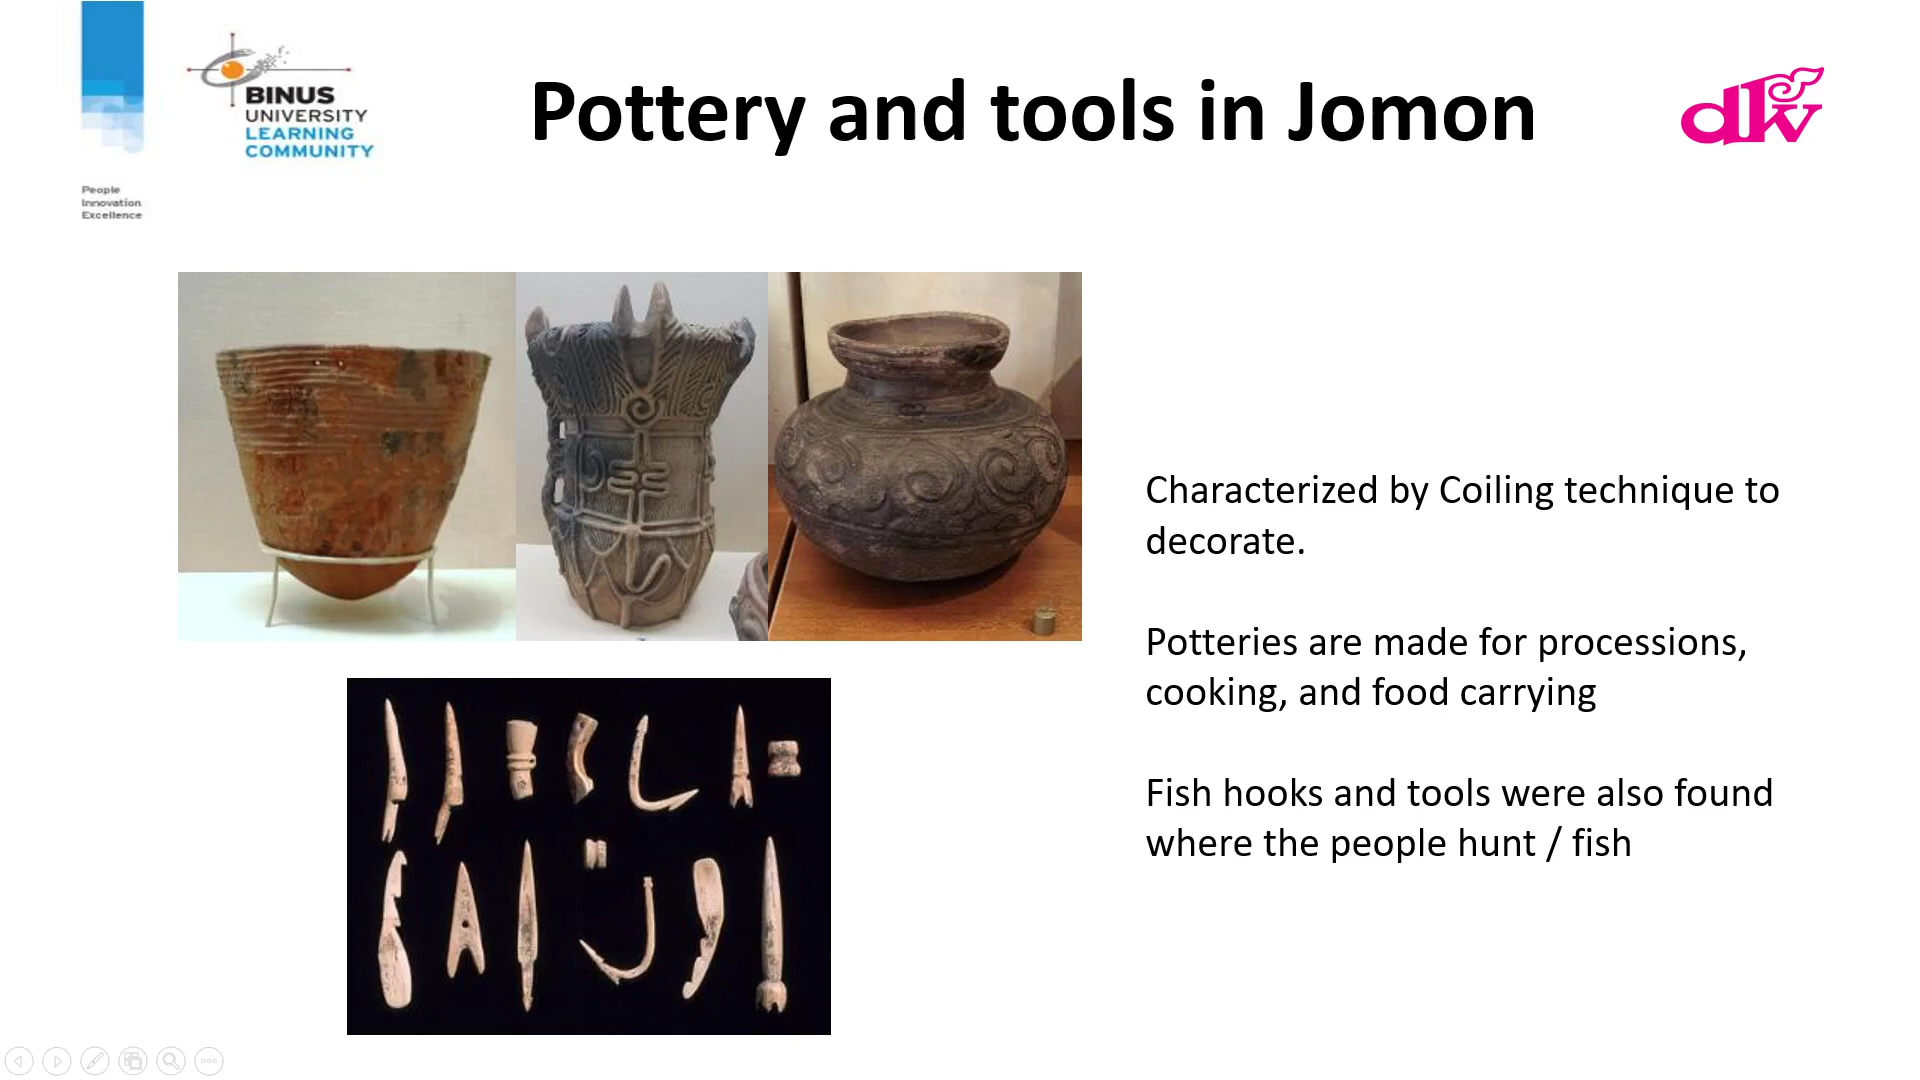 BINUS
UNIVERSITY
LEARNING
COMMUNITY
People
Innovation
Excellence
Pottery and tools in Jomon
dkv
Characterized by Coiling technique to
decorate.
Potteries are made for processions,
cooking, and food carrying
Fish hooks and tools were also found
where the people hunt / fish